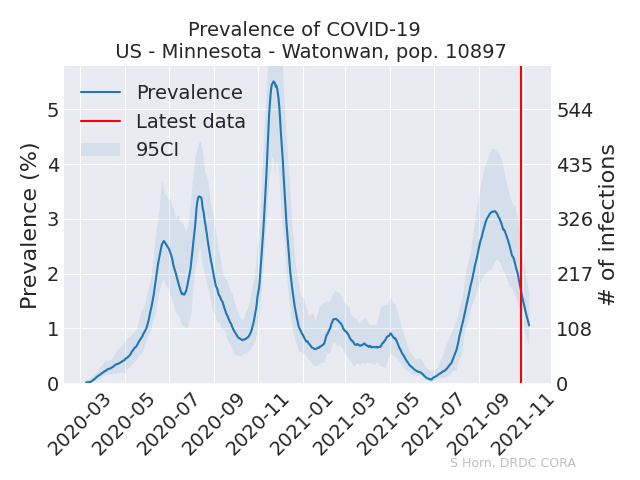 Prevalence of COVID-19
US - Minnesota - Watonwan, pop. 10897
Prevalence
Latest data
95CI
Prevalence (%)
5
4
3
2
1
0
544
435
326
217
108
0
# of infections
2020-03
2020-05
2020-07
2020-09
2020-11
2021-01
2021-03
2021-05
2021-07
2021-09
2021-11
S Horn, DRDC CORA